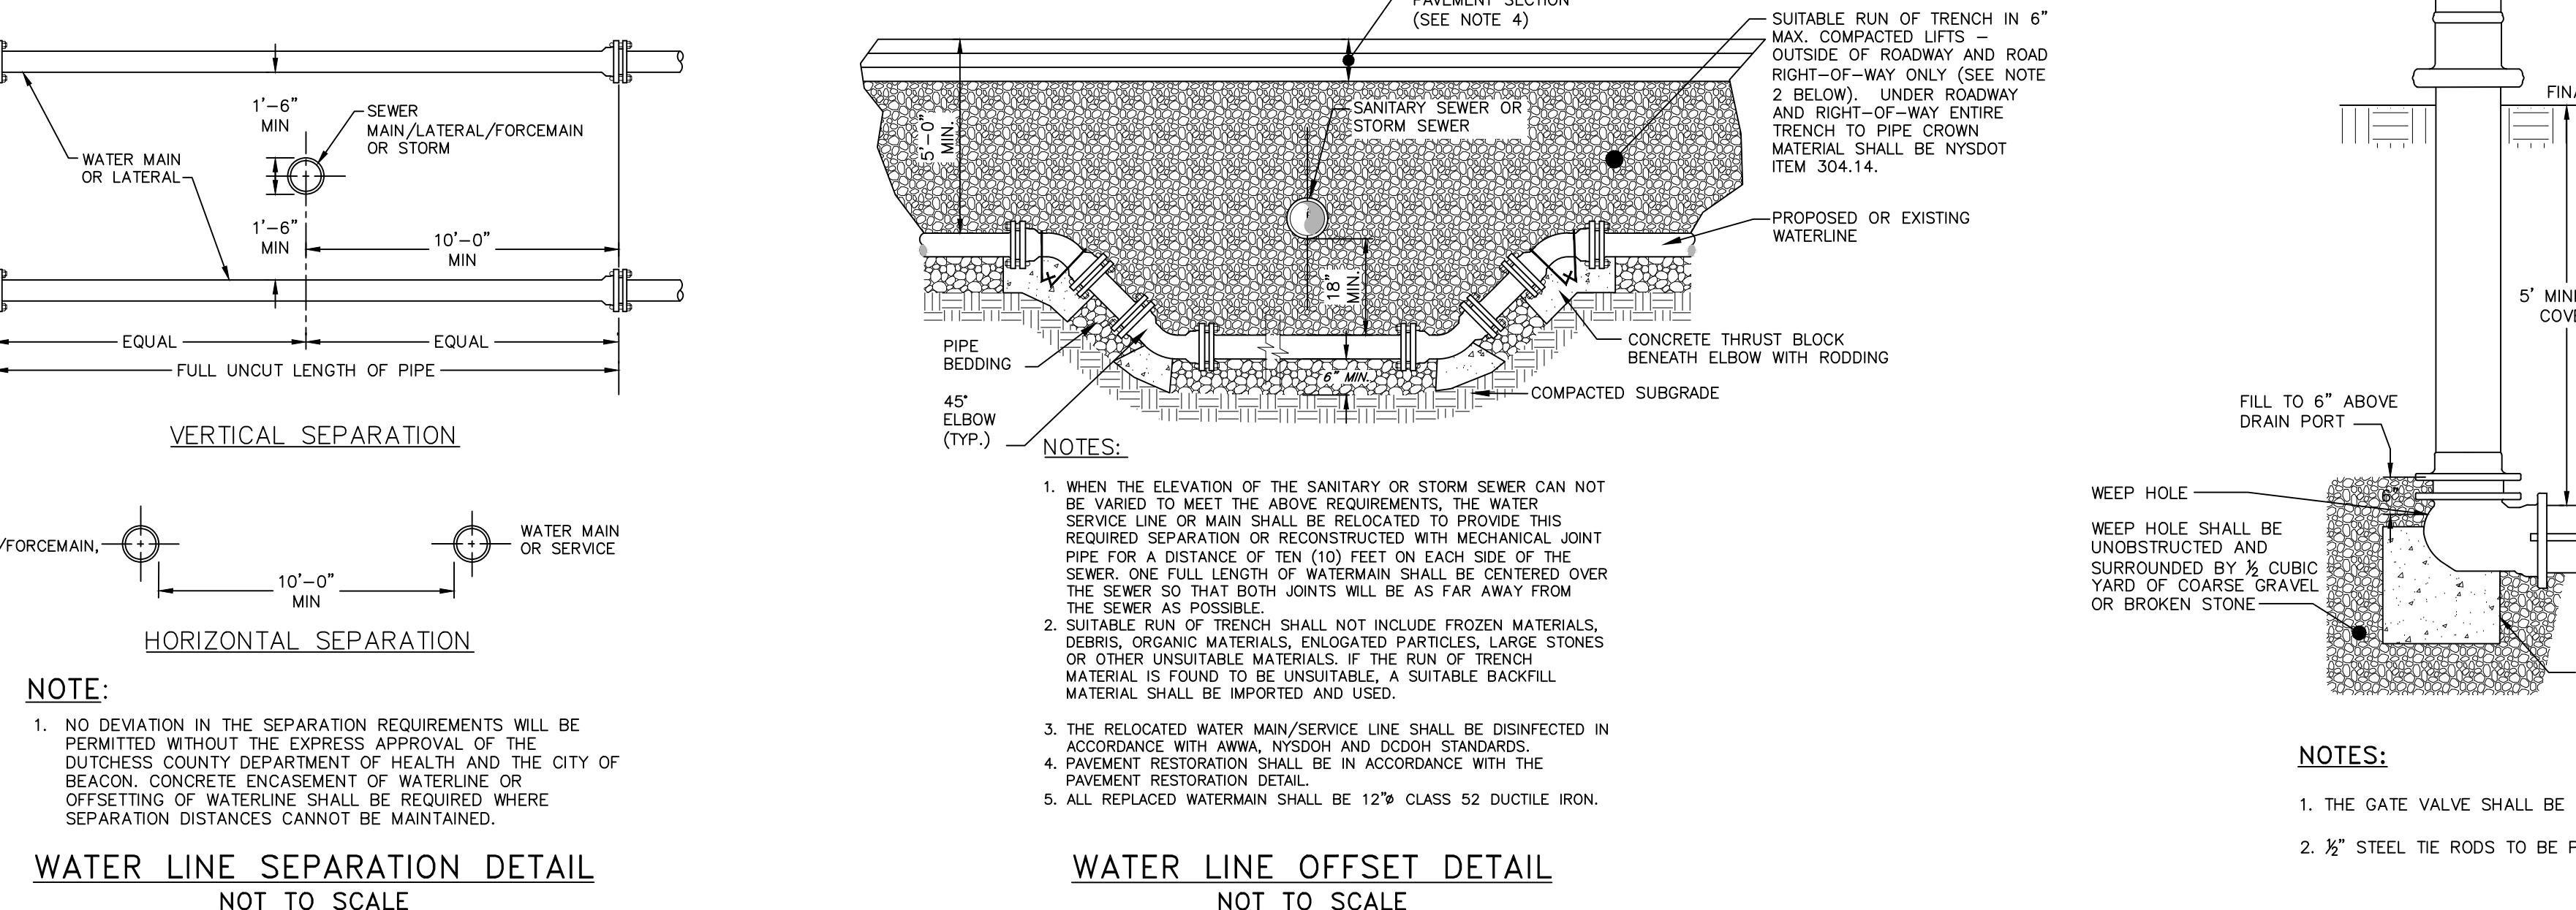 1'-6"
MIN
SEWER
MAIN/LATERAL/FORCEMAIN
OR STORM
WATER MAIN
OR LATERAL
1'-6"
MIN
10'-0"
MIN
EQUAL
EQUAL
FULL UNCUT LENGTH OF PIPE
VERTICAL SEPARATION
/FORCEMAIN,
WATER MAIN
OR SERVICE
10'-0"
MIN
HORIZONTAL SEPARATION
NOTE:
1. NO DEVIATION IN THE SEPARATION REQUIREMENTS WILL BE
PERMITTED WITHOUT THE EXPRESS APPROVAL OF THE
DUTCHESS COUNTY DEPARTMENT OF HEALTH AND THE CITY OF
BEACON. CONCRETE ENCASEMENT OF WATERLINE OR
OFFSETTING OF WATERLINE SHALL BE REQUIRED WHERE
SEPARATION DISTANCES CANNOT BE MAINTAINED.
WATER LINE SEPARATION DETAIL
NOT TO SCALE
PAVEMENT SECTION
(SEE NOTE 4)
SUITABLE RUN OF TRENCH IN 6"
MAX. COMPACTED LIFTS –
OUTSIDE OF ROADWAY AND ROAD
RIGHT-OF-WAY ONLY (SEE NOTE
2 BELOW). UNDER ROADWAY
AND RIGHT-OF-WAY ENTIRE
TRENCH TO PIPE CROWN
MATERIAL SHALL BE NYSDOT
ITEM 304.14.
5'-0"
MIN.
SANITARY SEWER OR
STORM SEWER
PROPOSED OR EXISTING
WATERLINE
18"
MIN.
PIPE
BEDDING
CONCRETE THRUST BLOCK
BENEATH ELBOW WITH RODDING
6" MIN.
COMPACTED SUBGRADE
45°
ELBOW
(TYP.)
NOTES:
1. WHEN THE ELEVATION OF THE SANITARY OR STORM SEWER CAN NOT
BE VARIED TO MEET THE ABOVE REQUIREMENTS, THE WATER
SERVICE LINE OR MAIN SHALL BE RELOCATED TO PROVIDE THIS
REQUIRED SEPARATION OR RECONSTRUCTED WITH MECHANICAL JOINT
PIPE FOR A DISTANCE OF TEN (10) FEET ON EACH SIDE OF THE
SEWER. ONE FULL LENGTH OF WATERMAIN SHALL BE CENTERED OVER
THE SEWER SO THAT BOTH JOINTS WILL BE AS FAR AWAY FROM
THE SEWER AS POSSIBLE.
2. SUITABLE RUN OF TRENCH SHALL NOT INCLUDE FROZEN MATERIALS,
DEBRIS, ORGANIC MATERIALS, ENLOGATED PARTICLES, LARGE STONES
OR OTHER UNSUITABLE MATERIALS. IF THE RUN OF TRENCH
MATERIAL IS FOUND TO BE UNSUITABLE, A SUITABLE BACKFILL
MATERIAL SHALL BE IMPORTED AND USED.
3. THE RELOCATED WATER MAIN/SERVICE LINE SHALL BE DISINFECTED IN
ACCORDANCE WITH AWWA, NYSDOH AND DCDOH STANDARDS.
4. PAVEMENT RESTORATION SHALL BE IN ACCORDANCE WITH THE
PAVEMENT RESTORATION DETAIL.
5. ALL REPLACED WATERMAIN SHALL BE 12"ø CLASS 52 DUCTILE IRON.
WATER LINE OFFSET DETAIL
NOT TO SCALE
FINA
5' MIN
COV
FILL TO 6" ABOVE
DRAIN PORT
6"
WEEP HOLE
WEEP HOLE SHALL BE
UNOBSTRUCTED AND
SURROUNDED BY ½ CUBIC
YARD OF COARSE GRAVEL
OR BROKEN STONE
NOTES:
1. THE GATE VALVE SHALL BE
2. ½" STEEL TIE RODS TO BE